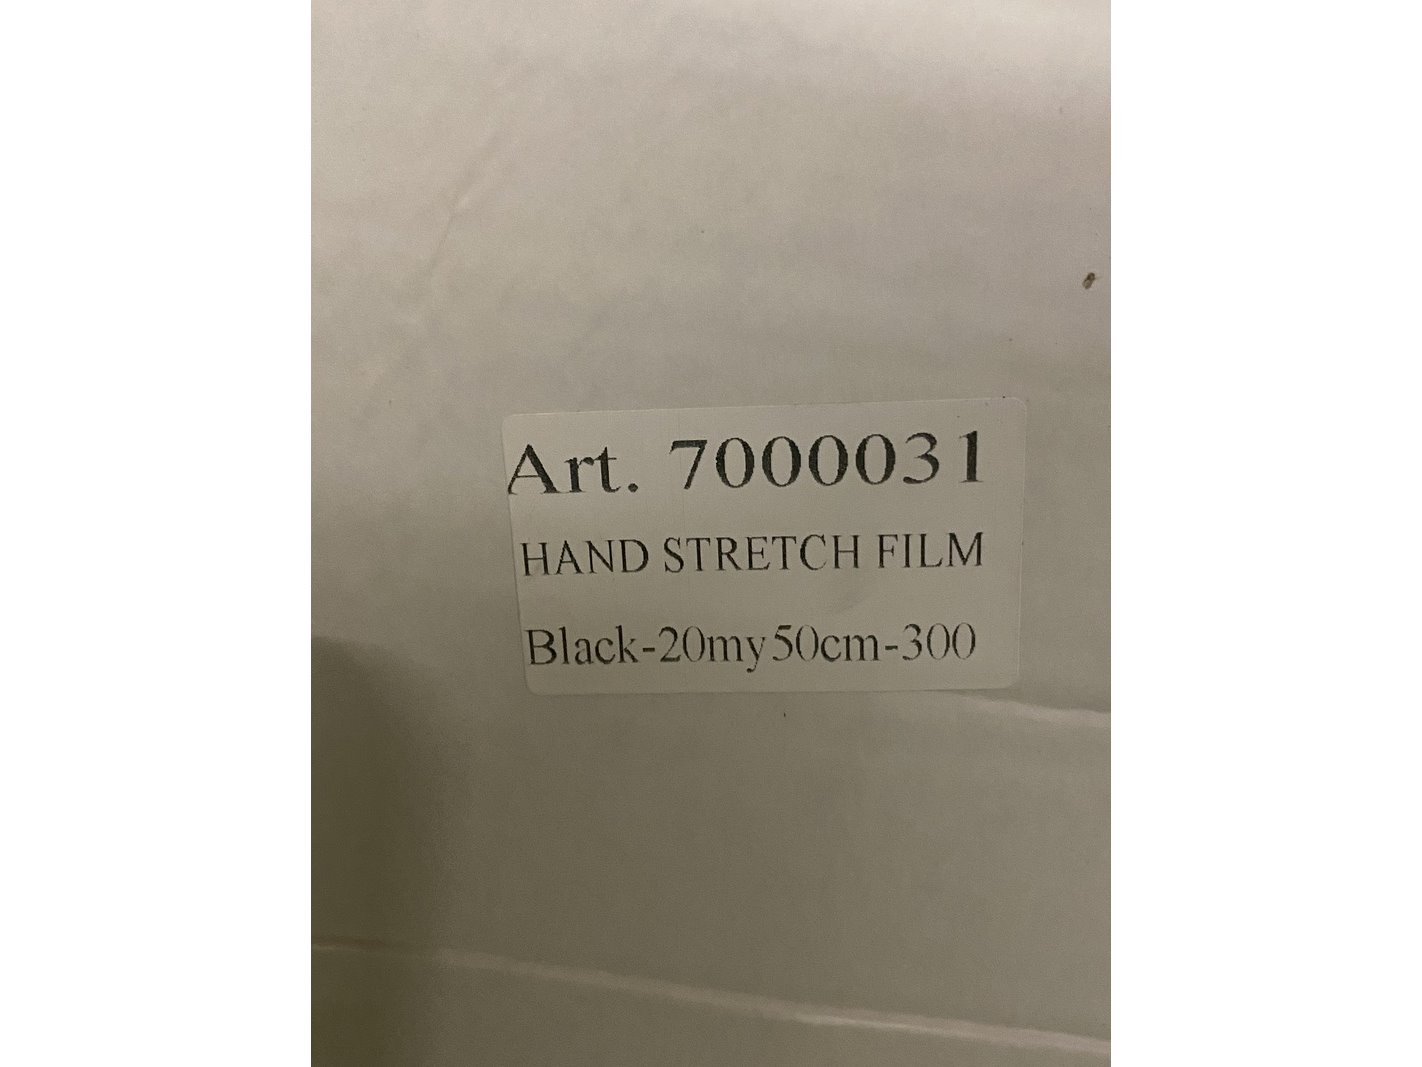 Art. 7000031
HAND STRETCH FILM
Black-20my50cm-300